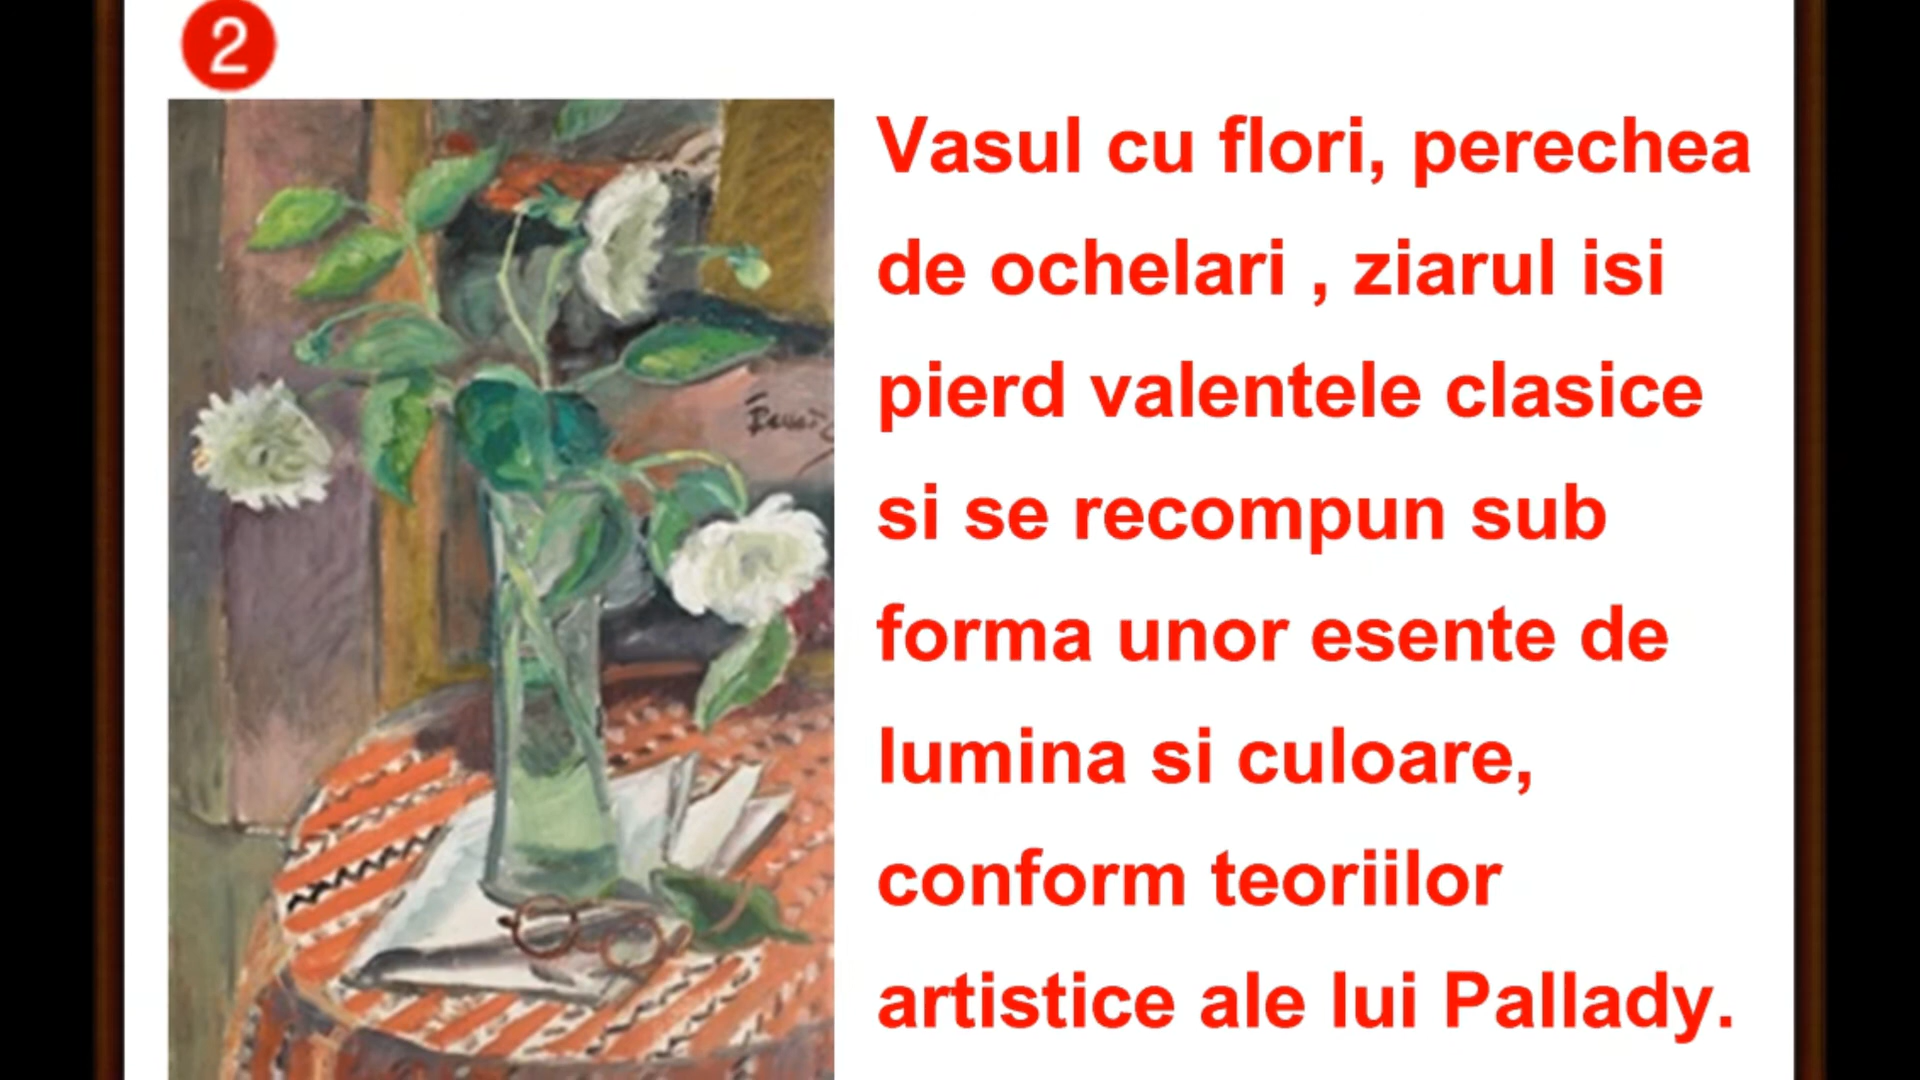 2
Vasul cu flori, perechea
de ochelari , ziarul isi
pierd valentele clasice
si se recompun sub
forma unor esente de
lumina si culoare,
conform teoriilor
artistice ale lui Pallady.